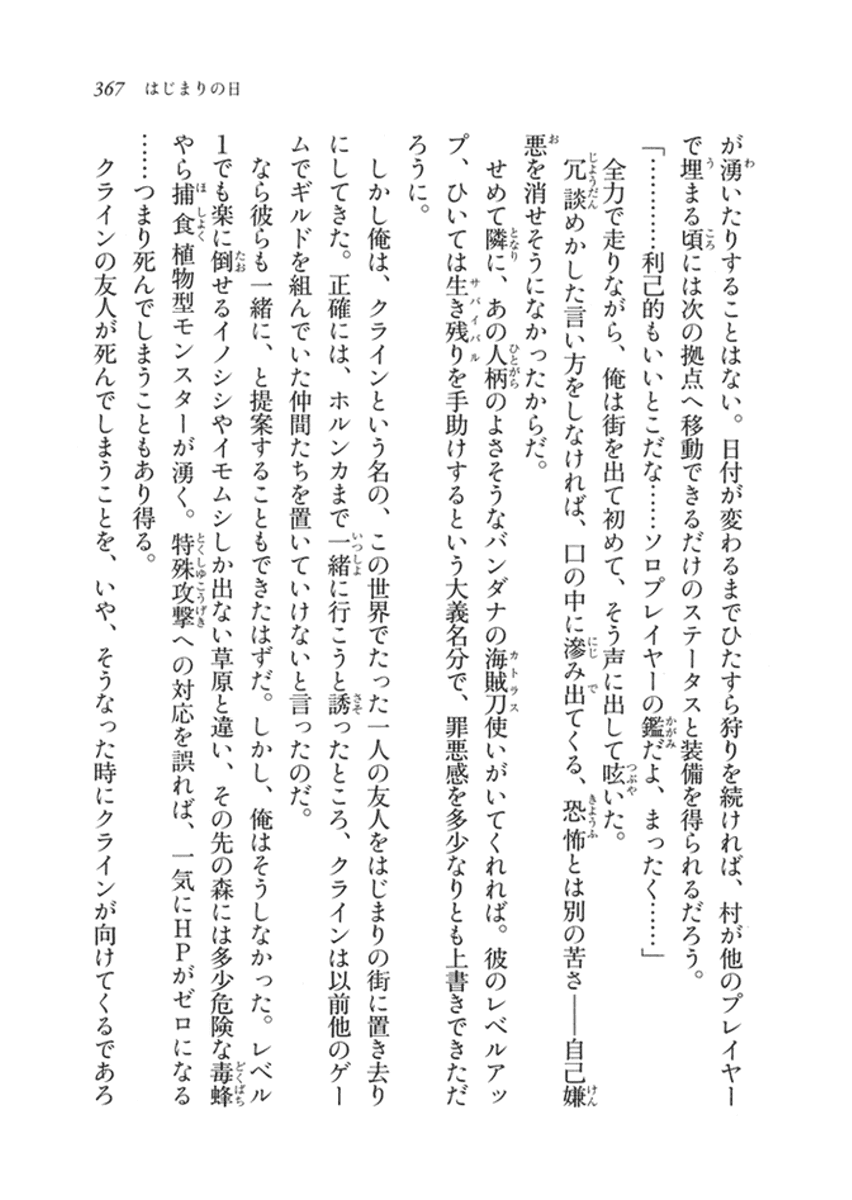 367 はじまりの日
が湧いたりすることはない。日付が変わるまでひたすら狩りを続ければ、村が他のプレイヤー
で埋まる頃には次の拠点へ移動できるだけのステータスと装備を得られるだろう。
「…………利己的もいいとこだな……ソロプレイヤーの鑑だよ、まったく……」
全力で走りながら、俺は街を出て初めて、そう声に出して呟いた。
冗談めかした言い方をしなければ、口の中に滲み出てくる、恐怖とは別の苦さ――自己嫌
悪を消せそうになかったからだ。
せめて隣に、あの人柄のよさそうなバンダナの海賊刀使いがいてくれれば。彼のレベルアッ
プ、ひいては生き残りを手助けするという大義名分で、罪悪感を多少なりとも上書きできただ
ろうに。
しかし俺は、クラインという名の、この世界でたった一人の友人をはじまりの街に置き去り
にしてきた。正確には、ホルンカまで一緒に行こうと誘ったところ、クラインは以前他のゲー
ムでギルドを組んでいた仲間たちを置いていけないと言ったのだ。
なら彼らも一緒に、と提案することもできたはずだ。しかし、俺はそうしなかった。レベル
1でも楽に倒せるイノシシやイモムシしか出ない草原と違い、その先の森には多少危険な毒蜂
やら捕食植物型モンスターが湧く。特殊攻撃への対応を誤れば、一気にHPがゼロになる
……つまり死んでしまうこともあり得る。
クラインの友人が死んでしまうことを、いや、そうなった時にクラインが向けてくるであろ